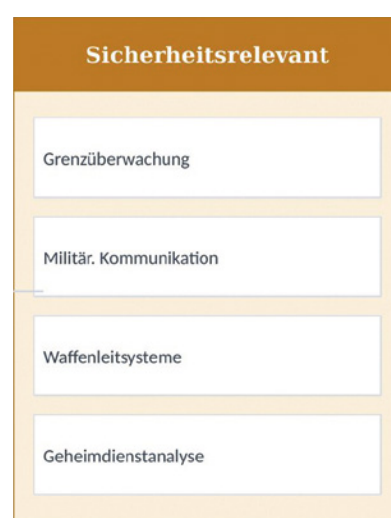 Sicherheitsrelevant
Grenzüberwachung
Militär. Kommunikation
Waffenleitsysteme
Geheimdienstanalyse